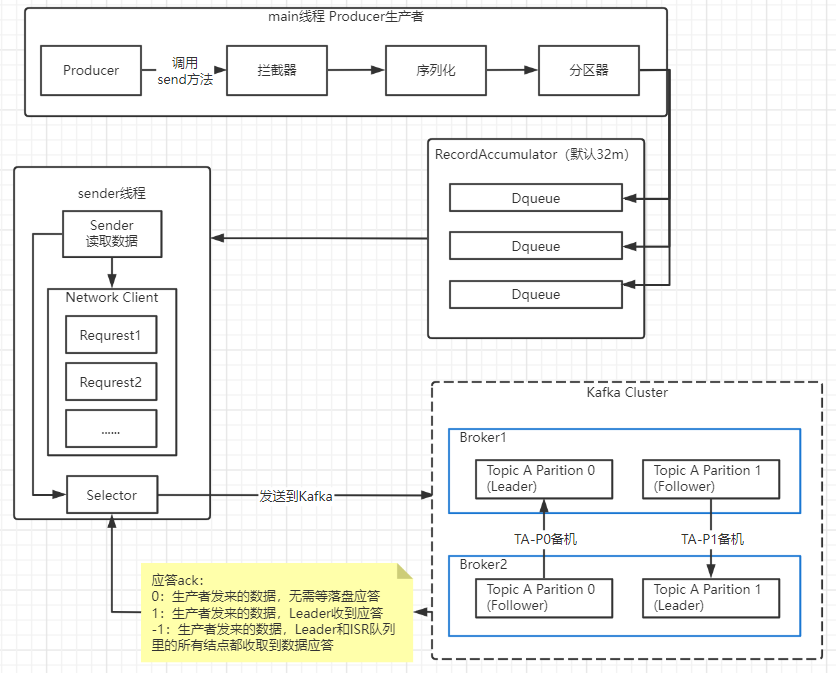 main线程 Producer生产者
Producer
调用
send方法
拦截器
序列化
分区器
RecordAccumulator（默认32m）
Dqueue
Dqueue
Dqueue
sender线程
Sender
读取数据
Network Client
Requrest1
Requrest2
......
Selector
发送到Kafka
Kafka Cluster
Broker1
Topic A Parition 0
(Leader)
Topic A Partition 1
(Follower)
TA-P0备机
TA-P1备机
Broker2
Topic A Partition 0
(Follower)
Topic A Partition 1
(Leader)
应答ack：
0：生产者发来的数据，无需等落盘应答
1：生产者发来的数据，Leader收到应答
-1：生产者发来的数据，Leader和ISR队列
里的所有结点都收取到数据应答